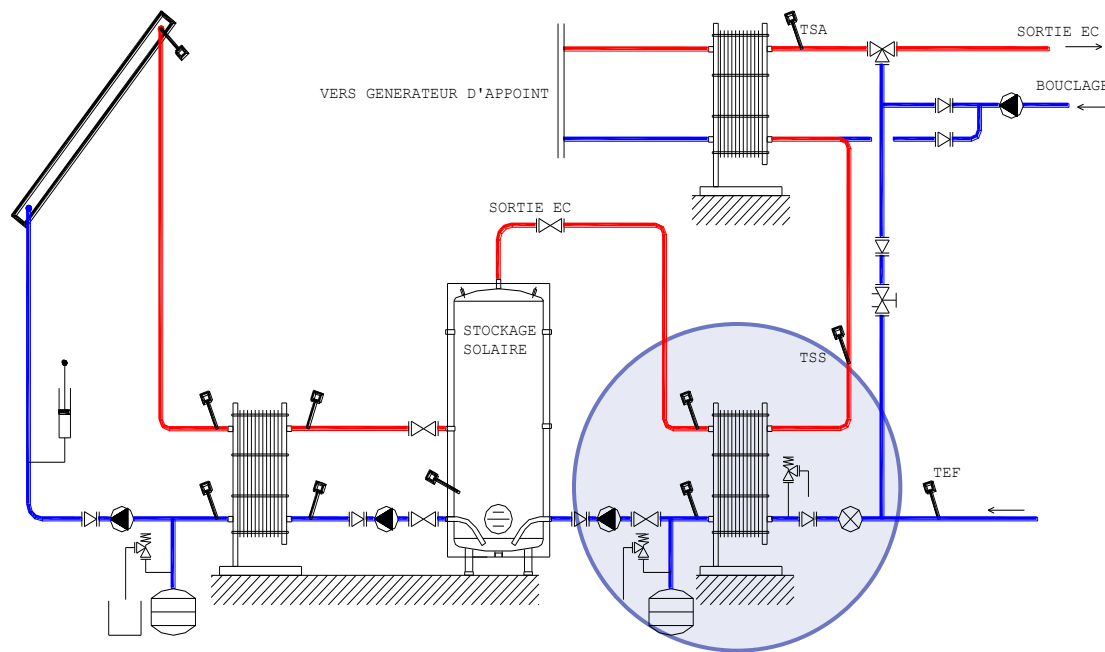 TSA
SORTIE EC
VERS GENERATEUR D'APPOINT
BOUCLAGE
SORTIE EC
STOCKAGE
SOLAIRE
TSS
TEF